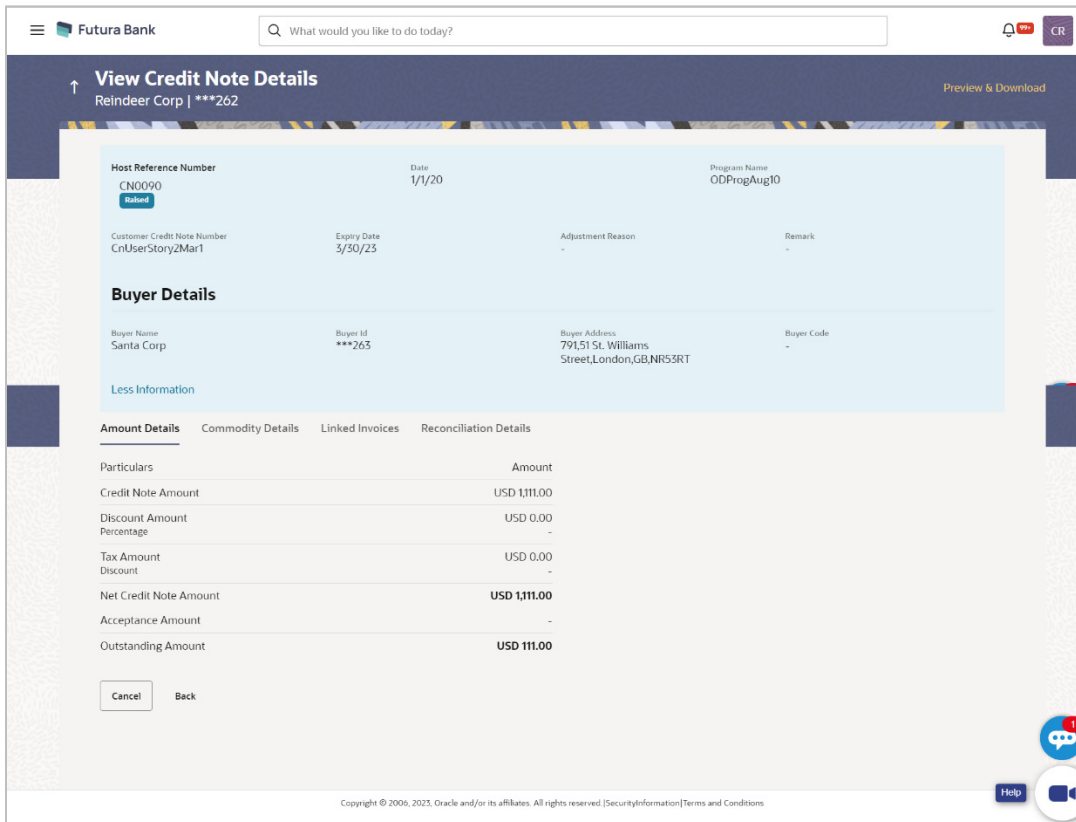 Futura Bank
What would you like to do today?
99+
CR
View Credit Note Details
Reindeer Corp | ***262
Preview & Download
Host Reference Number
CN0090
Raised
Date
1/1/20
Program Name
ODProgAug10
Customer Credit Note Number
CnUserStory2Mar1
Expiry Date
3/30/23
Adjustment Reason
-
Remark
-
Buyer Details
Buyer Name
Santa Corp
Buyer Id
***263
Buyer Address
791,51 St. Williams
Street,London,GB,NR53RT
Buyer Code
-
Less Information
Amount Details Commodity Details Linked Invoices Reconciliation Details
Particulars Amount
Credit Note Amount USD 1,111.00
Discount Amount USD 0.00
Percentage -
Tax Amount USD 0.00
Discount -
Net Credit Note Amount USD 1,111.00
Acceptance Amount -
Outstanding Amount USD 111.00
Cancel Back
1
Help
Copyright © 2006, 2023, Oracle and/or its affiliates. All rights reserved.|SecurityInformation|Terms and Conditions